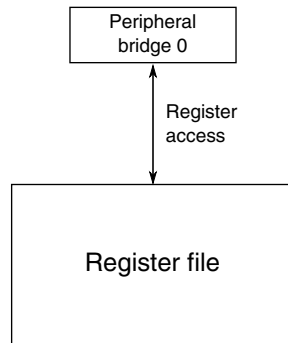 Peripheral
bridge 0
Register
access
Register file